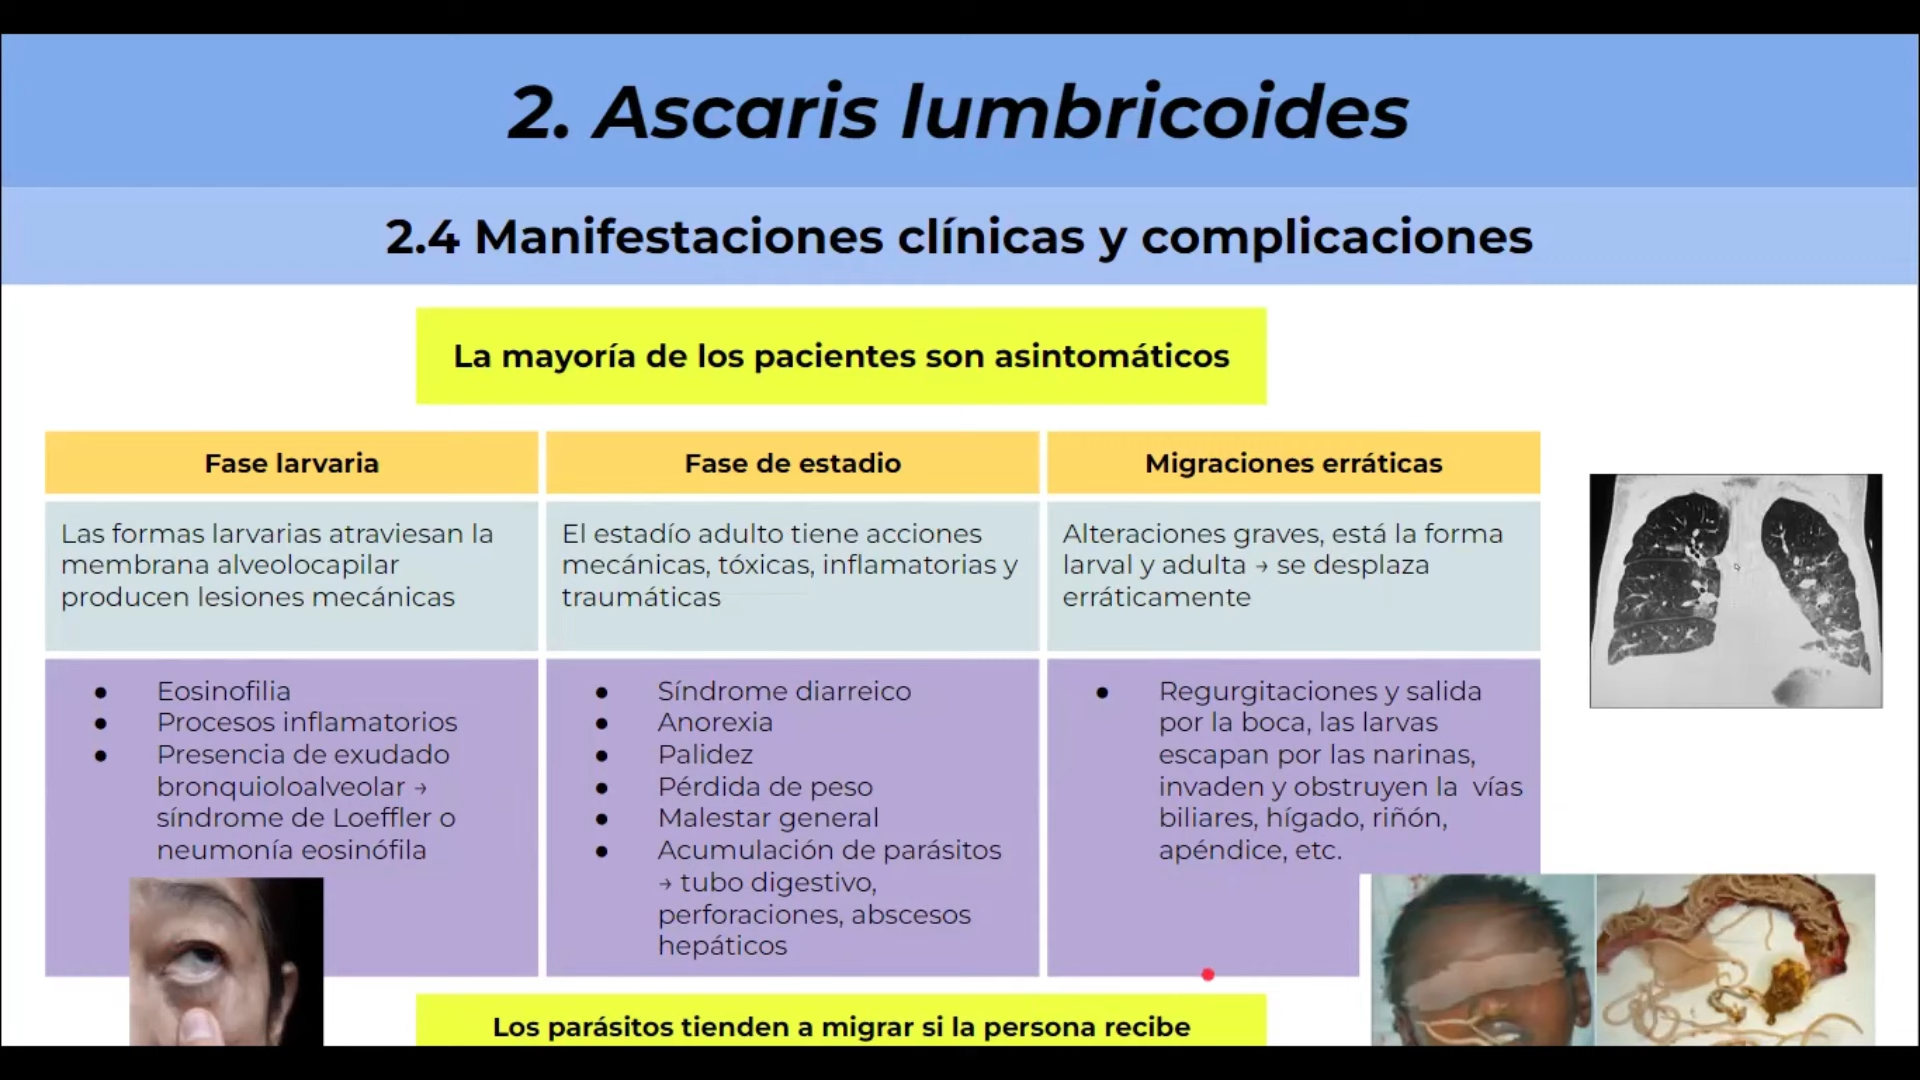 2. Ascaris lumbricoides
2.4 Manifestaciones clínicas y complicaciones
La mayoría de los pacientes son asintomáticos
Fase larvaria
Las formas larvarias atraviesan la
membrana alveolocapilar
producen lesiones mecánicas
● Eosinofilia
● Procesos inflamatorios
● Presencia de exudado
bronquioloalveolar →
síndrome de Loeffler o
neumonía eosinófila
Fase de estadio
El estadío adulto tiene acciones
mecánicas, tóxicas, inflamatorias y
traumáticas
● Síndrome diarreico
● Anorexia
● Palidez
● Pérdida de peso
● Malestar general
● Acumulación de parásitos
→ tubo digestivo,
perforaciones, abscesos
hepáticos
Migraciones erráticas
Alteraciones graves, está la forma
larval y adulta → se desplaza
erráticamente
● Regurgitaciones y salida
por la boca, las larvas
escapan por las narinas,
invaden y obstruyen la vías
biliares, hígado, riñón,
apéndice, etc.
Los parásitos tienden a migrar si la persona recibe